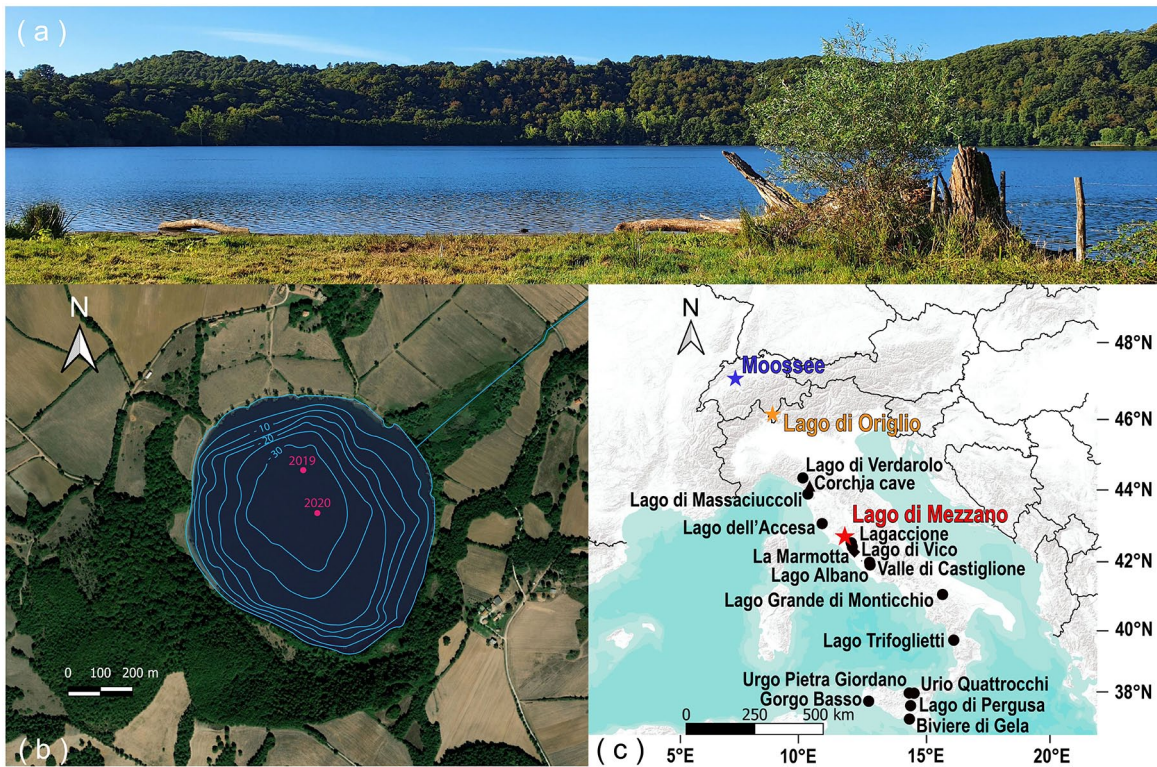 ( a )
N
- 10
- 20
- 30
2019
2020
0 100 200 m
( b )
N
Moossee
Lago di Origlio
Lago di Verdarolo
Corchia cave
Lago di Massaciuccoli
Lago di Mezzano
Lago dell'Accesa
Lagaccione
La Marmotta
Lago di Vico
Lago Albano
Valle di Castiglione
Lago Grande di Monticchio
Lago Trifoglietti
Urgo Pietra Giordano
Urio Quattrocchi
Gorgo Basso
Lago di Pergusa
Biviere di Gela
0 250 500 km
48°N
46°N
44°N
42°N
40°N
38°N
( c )
5°E 10°E 15°E 20°E